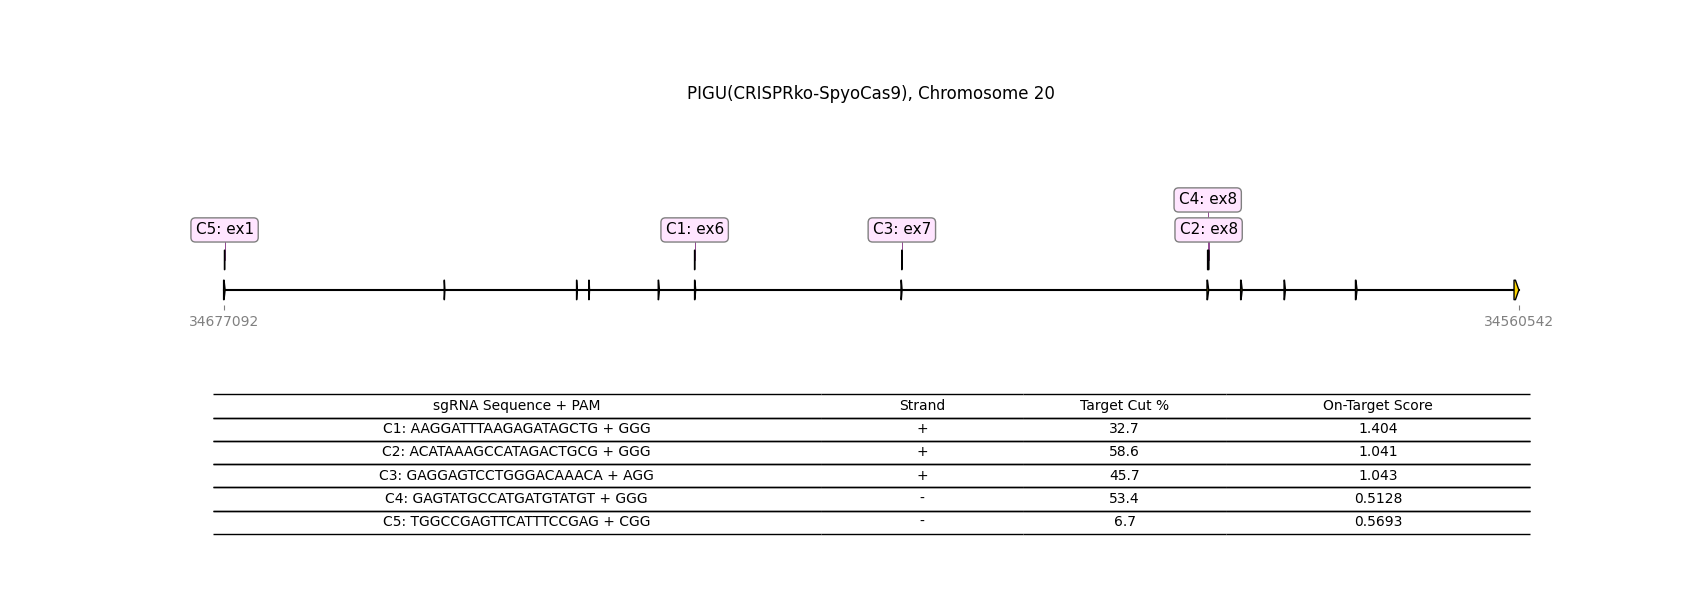 PIGU(CRISPRko-SpyoCas9), Chromosome 20
C4: ex8
C5: ex1 C1: ex6 C3: ex7 C2: ex8
34677092 34560542
sgRNA Sequence + PAM Strand Target Cut % On-Target Score
C1: AAGGATTTAAGAGATAGCTG + GGG + 32.7 1.404
C2: ACATAAAGCCATAGACTGCG + GGG + 58.6 1.041
C3: GAGGAGTCCTGGGACAAACA + AGG + 45.7 1.043
C4: GAGTATGCCATGATGTATGT + GGG - 53.4 0.5128
C5: TGGCCGAGTTCATTTCCGAG + CGG - 6.7 0.5693